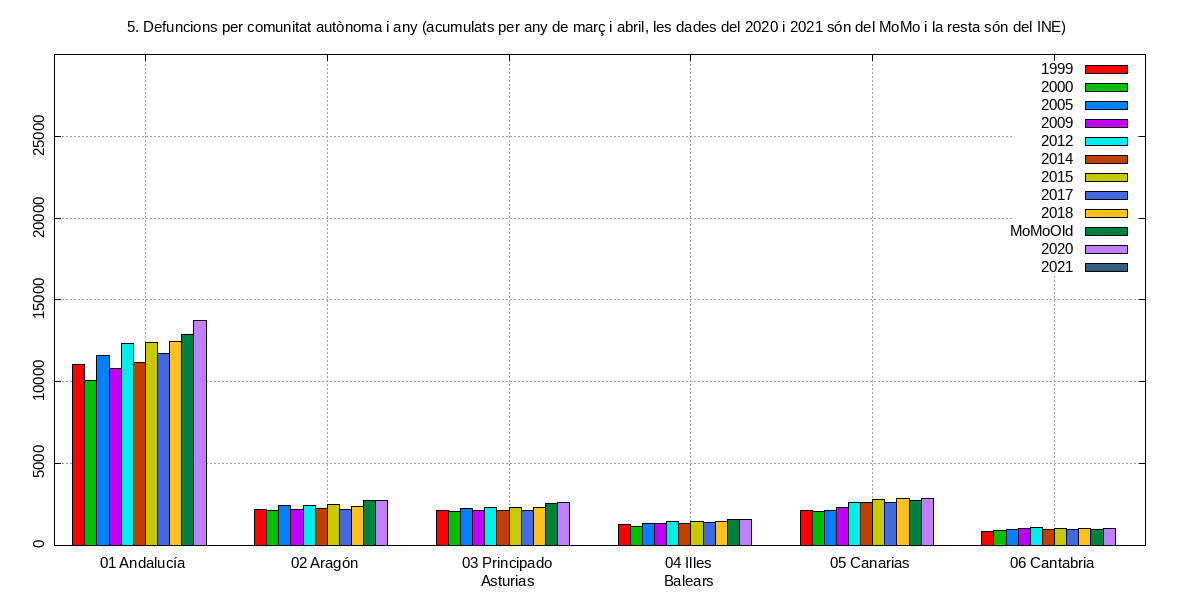 5. Defuncions per comunitat autònoma i any (acumulats per any de març i abril, les dades del 2020 i 2021 són del MoMo i la resta són del INE)
1999
2000
2005
2009
2012
2014
2015
2017
2018
MoMoOld
2020
2021
25000
20000
15000
10000
5000
0
01 Andalucía
02 Aragón
03 Principado
Asturias
04 Illes
Balears
05 Canarias
06 Cantabria